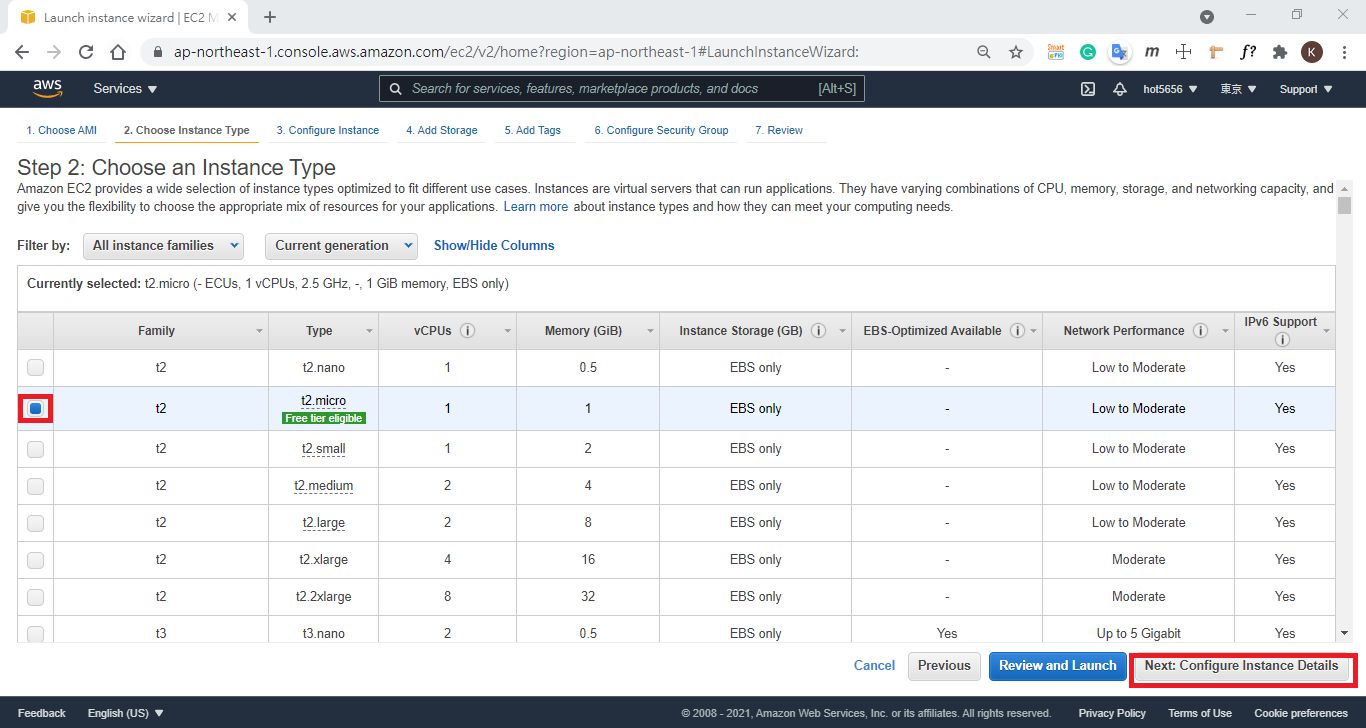 Launch instance wizard | EC2 M
ap-northeast-1.console.aws.amazon.com/ec2/v2/home?region=ap-northeast-1#LaunchInstanceWizard:
m
f?
K
aws
Services
Search for services, features, marketplace products, and docs
[Alt+S]
hot5656
東京
Support
1. Choose AMI
2. Choose Instance Type
3. Configure Instance
4. Add Storage
5. Add Tags
6. Configure Security Group
7. Review
Step 2: Choose an Instance Type
Amazon EC2 provides a wide selection of instance types optimized to fit different use cases. Instances are virtual servers that can run applications. They have varying combinations of CPU, memory, storage, and networking capacity, and
give you the flexibility to choose the appropriate mix of resources for your applications. Learn more about instance types and how they can meet your computing needs.
Filter by: All instance families Current generation Show/Hide Columns
Currently selected: t2.micro (- ECUs, 1 vCPUs, 2.5 GHz, -, 1 GiB memory, EBS only)
Family Type vCPUs Memory (GiB) Instance Storage (GB) EBS-Optimized Available Network Performance IPv6 Support
t2 t2.nano 1 0.5 EBS only - Low to Moderate Yes
t2 t2.micro 1 1 EBS only - Low to Moderate Yes
Free tier eligible
t2 t2.small 1 2 EBS only - Low to Moderate Yes
t2 t2.medium 2 4 EBS only - Low to Moderate Yes
t2 t2.large 2 8 EBS only - Low to Moderate Yes
t2 t2.xlarge 4 16 EBS only - Moderate Yes
t2 t2.2xlarge 8 32 EBS only - Moderate Yes
t3 t3.nano 2 0.5 EBS only Yes Up to 5 Gigabit Yes
Cancel Previous Review and Launch Next: Configure Instance Details
Feedback English (US) © 2008 - 2021, Amazon Web Services, Inc. or its affiliates. All rights reserved. Privacy Policy Terms of Use Cookie preferences